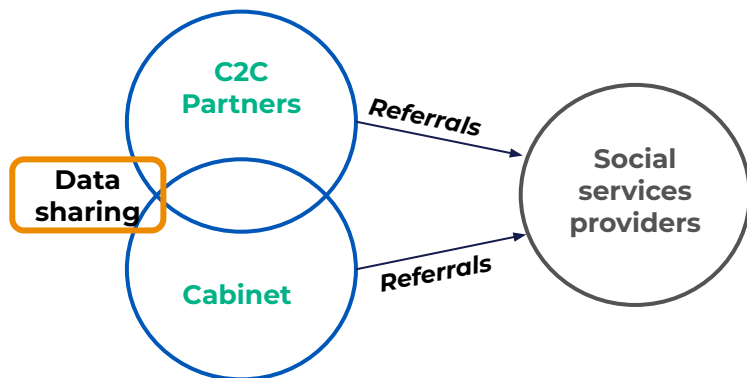 C2C
Partners
Referrals
Data
sharing
Social
services
providers
Cabinet
Referrals